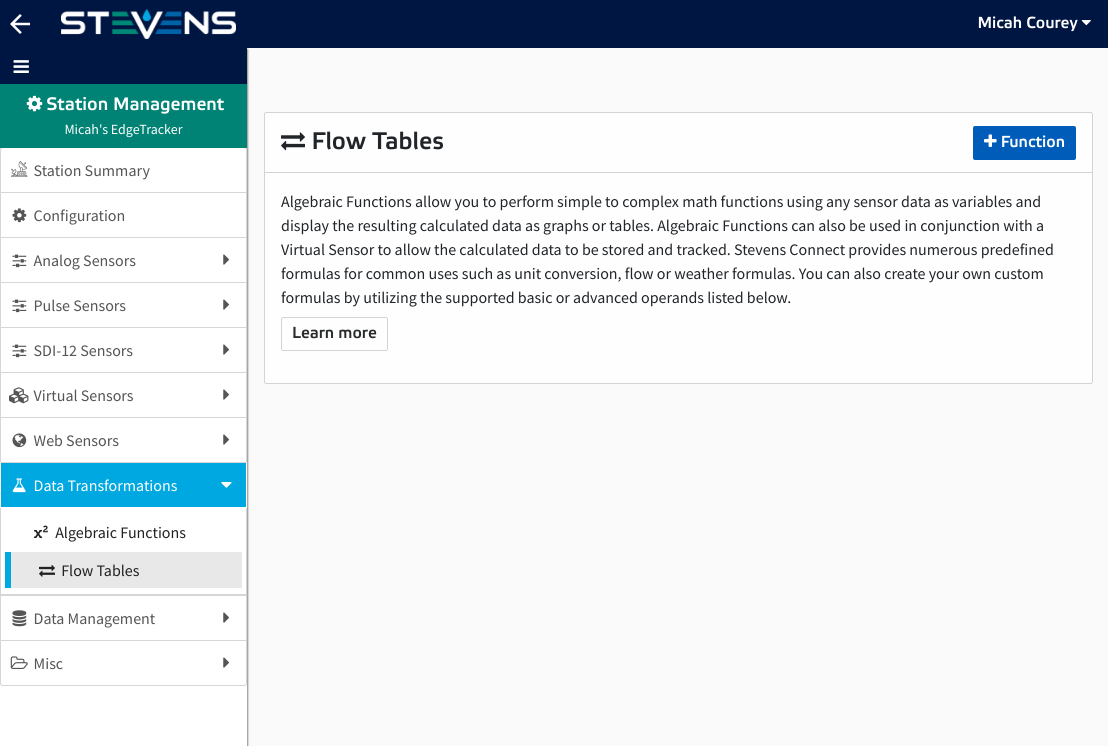 STEVENS
Micah Courey
Station Management
Micah's EdgeTracker
Station Summary
Configuration
Analog Sensors
Pulse Sensors
SDI-12 Sensors
Virtual Sensors
Web Sensors
Data Transformations
x² Algebraic Functions
Flow Tables
Data Management
Misc
Flow Tables
+ Function
Algebraic Functions allow you to perform simple to complex math functions using any sensor data as variables and
display the resulting calculated data as graphs or tables. Algebraic Functions can also be used in conjunction with a
Virtual Sensor to allow the calculated data to be stored and tracked. Stevens Connect provides numerous predefined
formulas for common uses such as unit conversion, flow or weather formulas. You can also create your own custom
formulas by utilizing the supported basic or advanced operands listed below.
Learn more